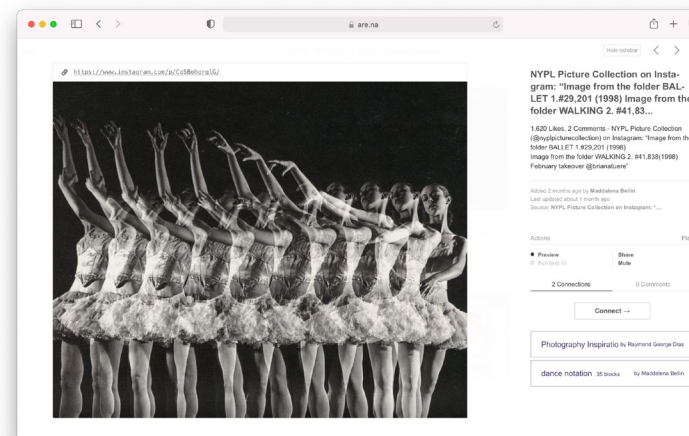 are.na
Hide sidebar
https://www.instagram.com/p/
NYPL Picture Collection on Insta-
gram: “Image from the folder BAL-
LET 1.#29,201 (1998) Image from the
folder WALKING 2. #41,83...
1,620 Likes, 2 Comments - NYPL Picture Collection
(@nyplpicturecollection) on Instagram: “Image from the
folder BALLET 1.#29,201 (1998)
Image from the folder WALKING 2. #41,838(1998)
February takeover @brianatuere”
Added 2 months ago by Maddalena Bellin
Last updated about 1 month ago
Source: NYPL Picture Collection on Instagram: “...
Actions
Preview
Share
Full text
Mute
2 Connections
0 Comments
Connect →
Photography Inspiratio by Raymond George Dias
dance notation 35 blocks by Maddalena Bellin